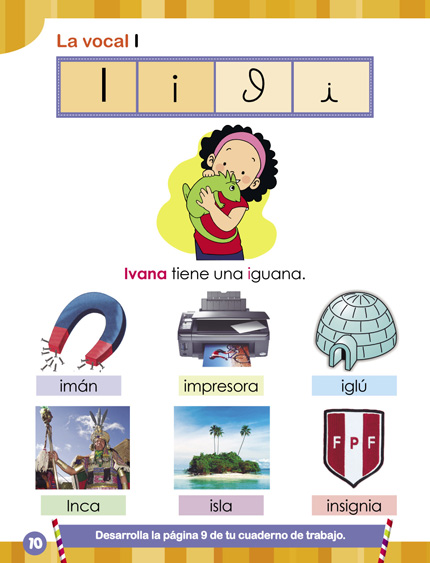 La vocal I
I i I i
Ivana tiene una iguana.
imán impresora iglú
FPF
Inca isla insignia
10 Desarrolla la página 9 de tu cuaderno de trabajo.